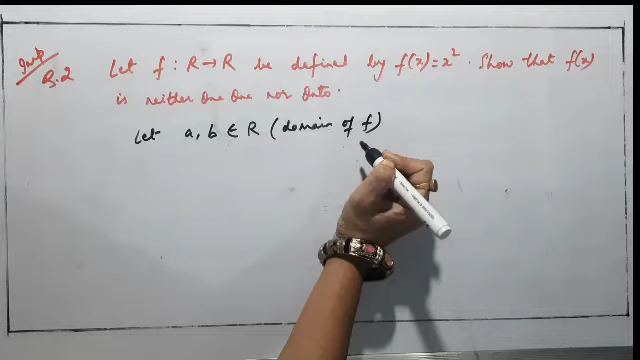 Imp
Q.2 Let f : R → R be defined by f(x) = x². Show that f(x)
is neither One One nor Onto.
Let a, b ∈ R (domain of f)